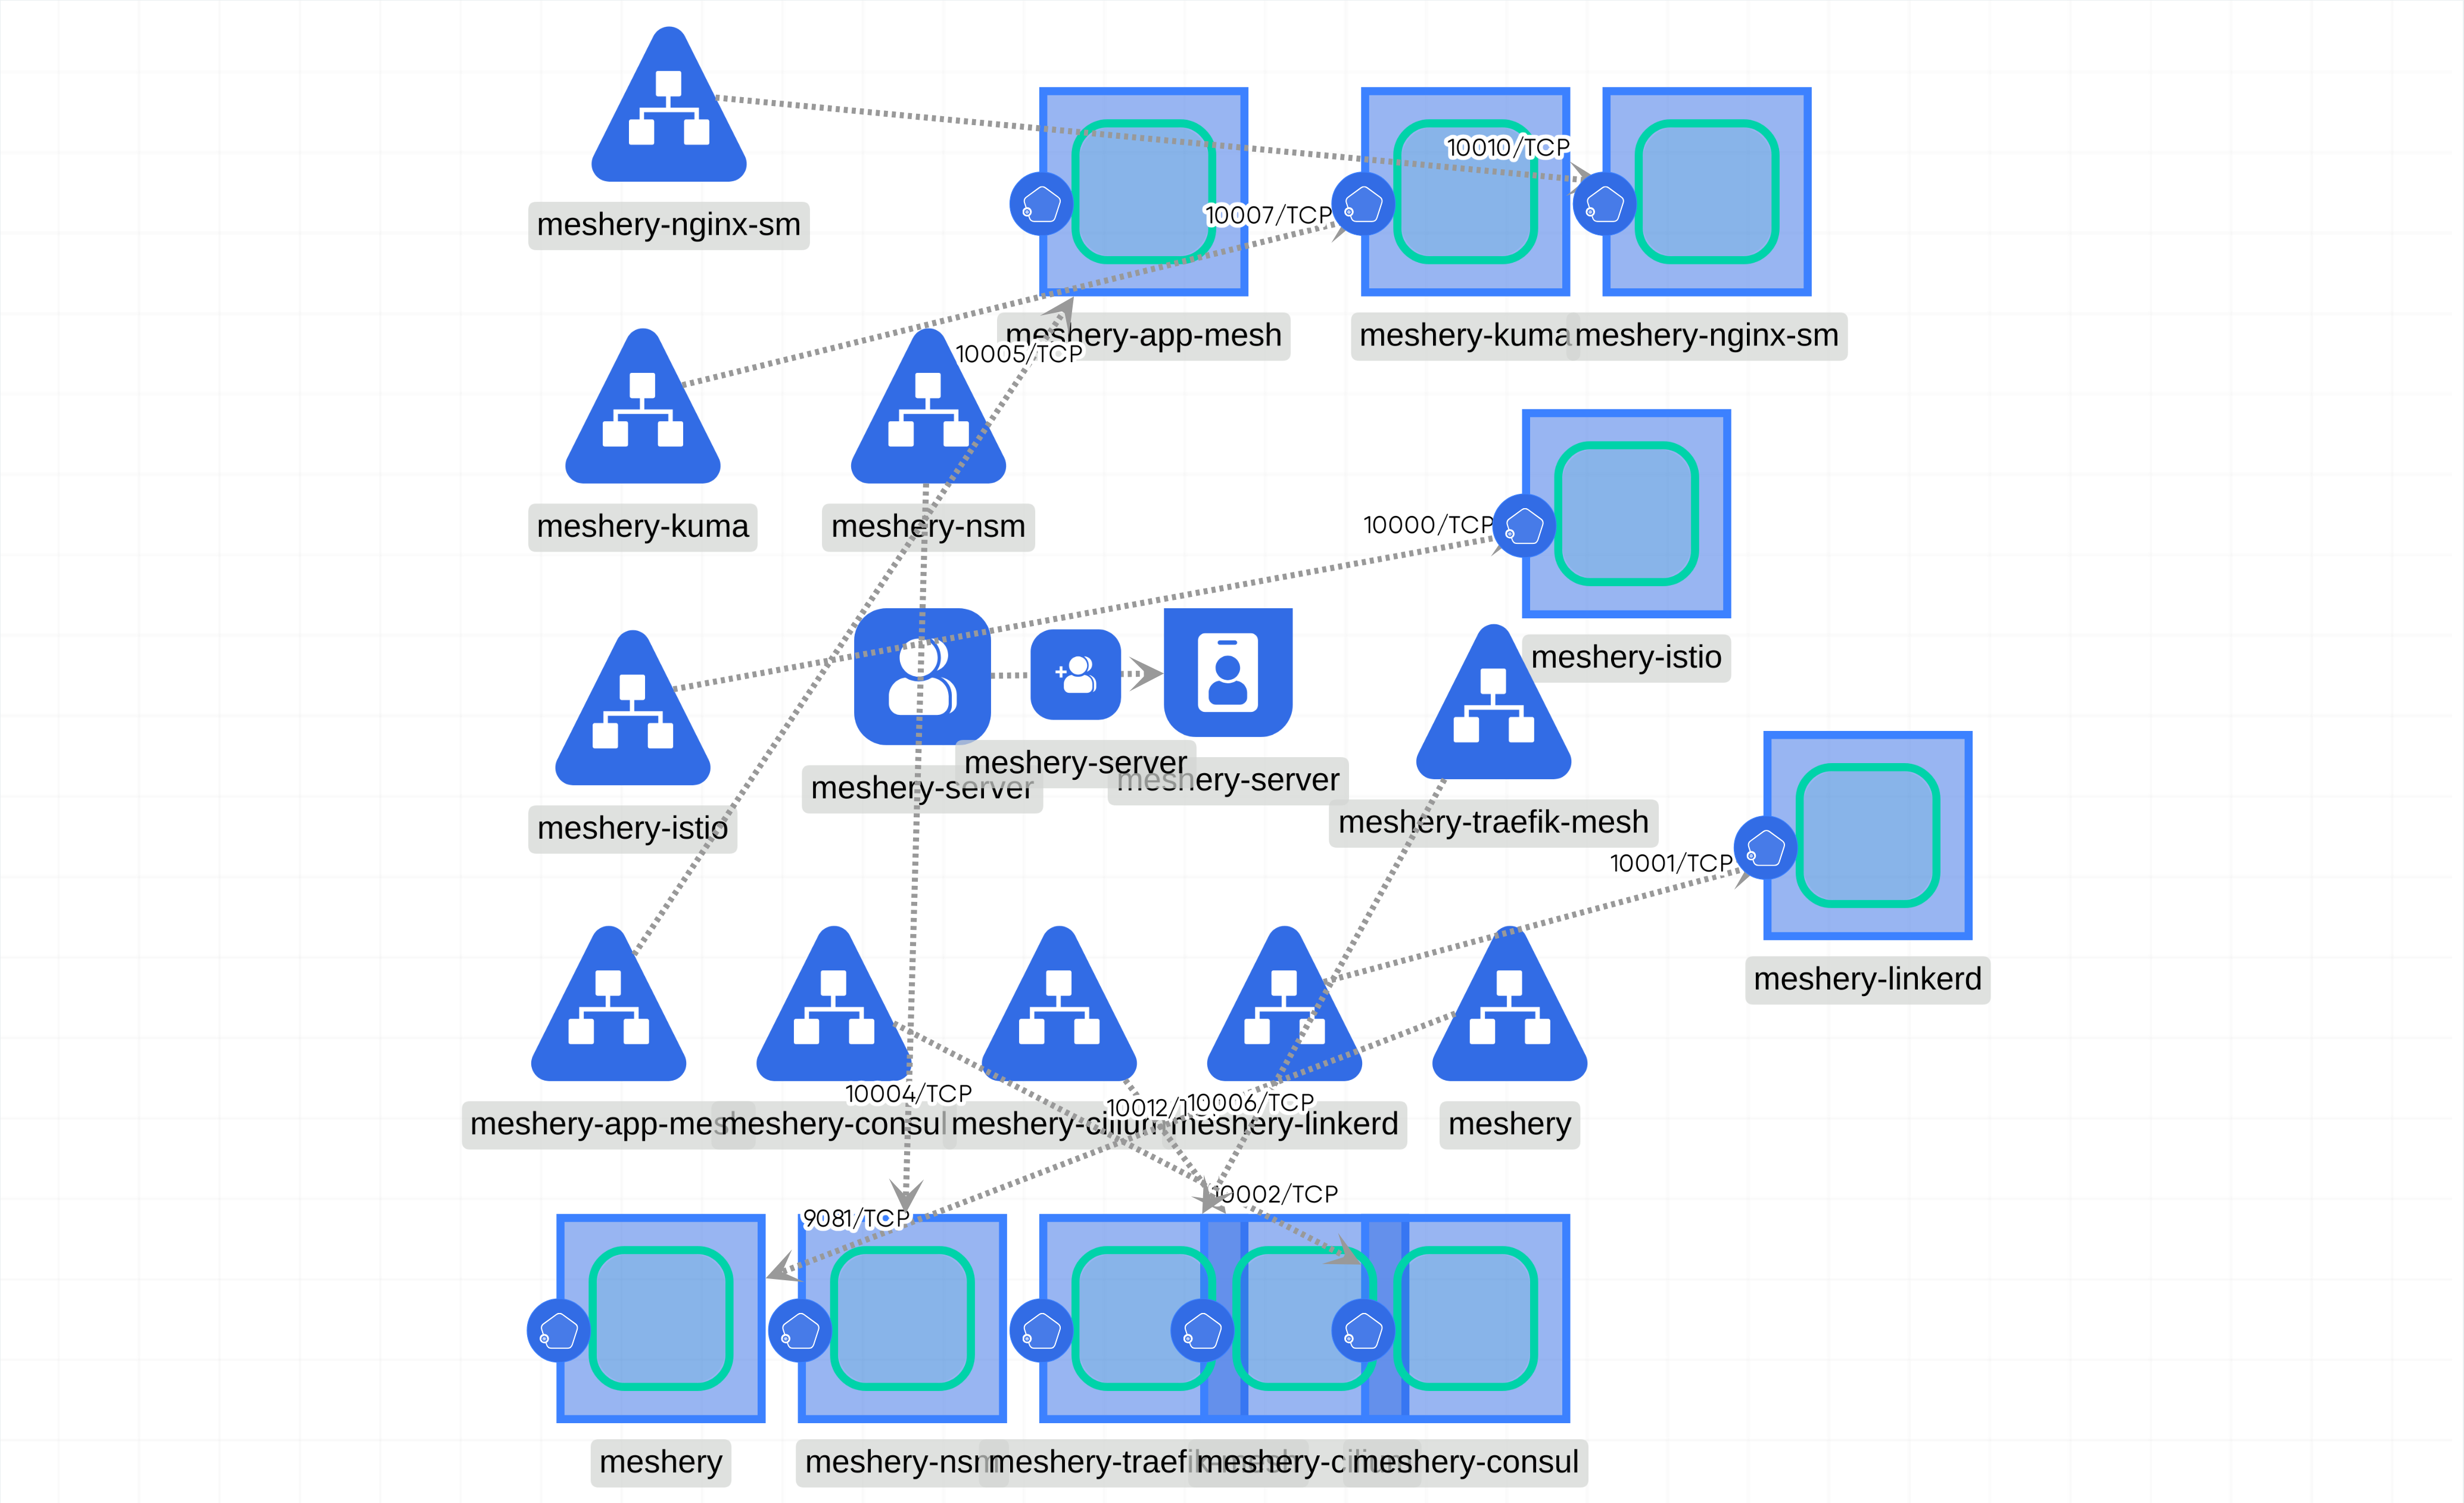 10010/TCP
10007/TCP
meshery-nginx-sm
meshery-app-mesh
meshery-kuma
meshery-nginx-sm
10005/TCP
meshery-kuma
meshery-nsm
10000/TCP
meshery-istio
meshery-server
meshery-server
meshery-server
meshery-istio
meshery-traefik-mesh
10001/TCP
meshery-linkerd
10004/TCP
10012/T
10006/TCP
meshery-app-mes
meshery-consul
meshery-cilium
meshery-linkerd
meshery
10002/TCP
9081/TCP
meshery
meshery-nsm
meshery-traefik-mesh
meshery-cilium
meshery-consul